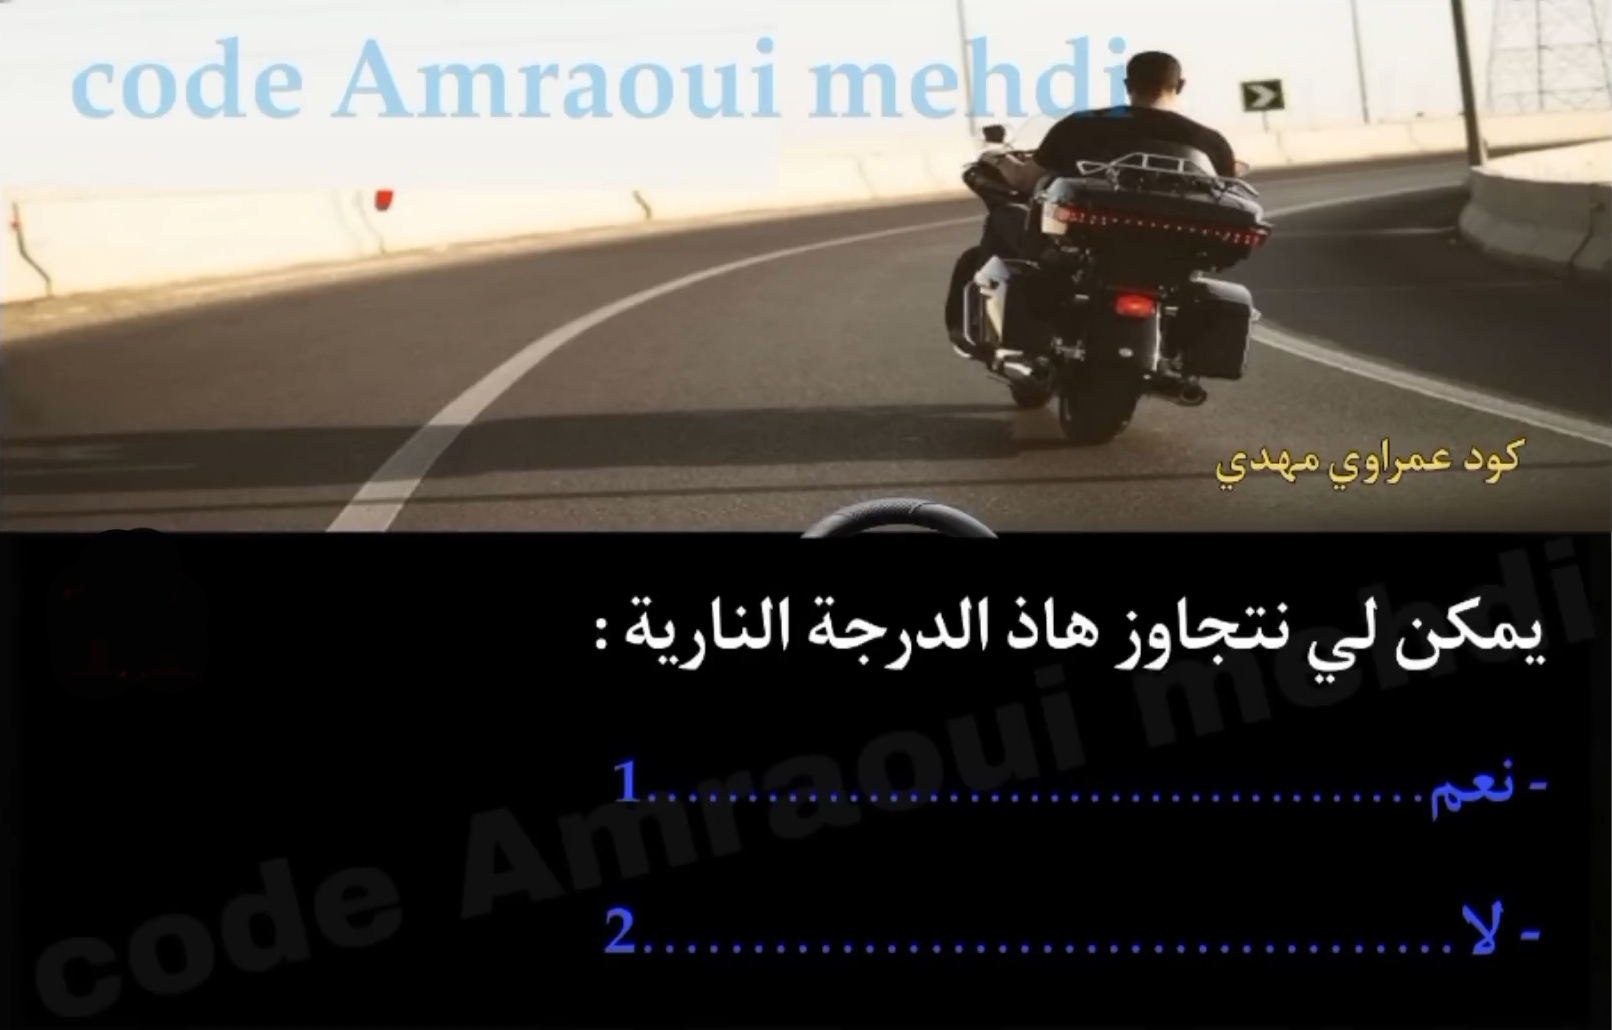 code Amraoui mehdi
كود عمراوي مهدي
يمكن لي نتجاوز هاذ الدرجة النارية :
- نعم......................................1
- لا........................................2
code Amraoui mehdi